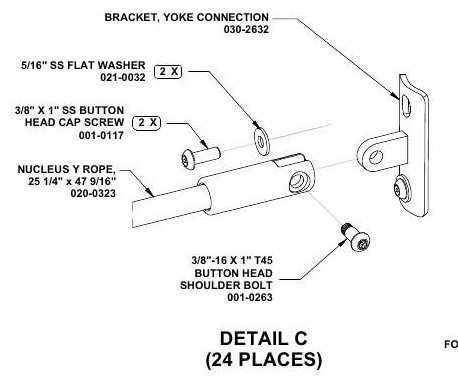 BRACKET, YOKE CONNECTION
030-2632
5/16" SS FLAT WASHER
021-0032
2 X
3/8" X 1" SS BUTTON
HEAD CAP SCREW
001-0117
2 X
NUCLEUS Y ROPE,
25 1/4" x 47 9/16"
020-0323
3/8"-16 X 1" T45
BUTTON HEAD
SHOULDER BOLT
001-0263
DETAIL C
(24 PLACES)
FO